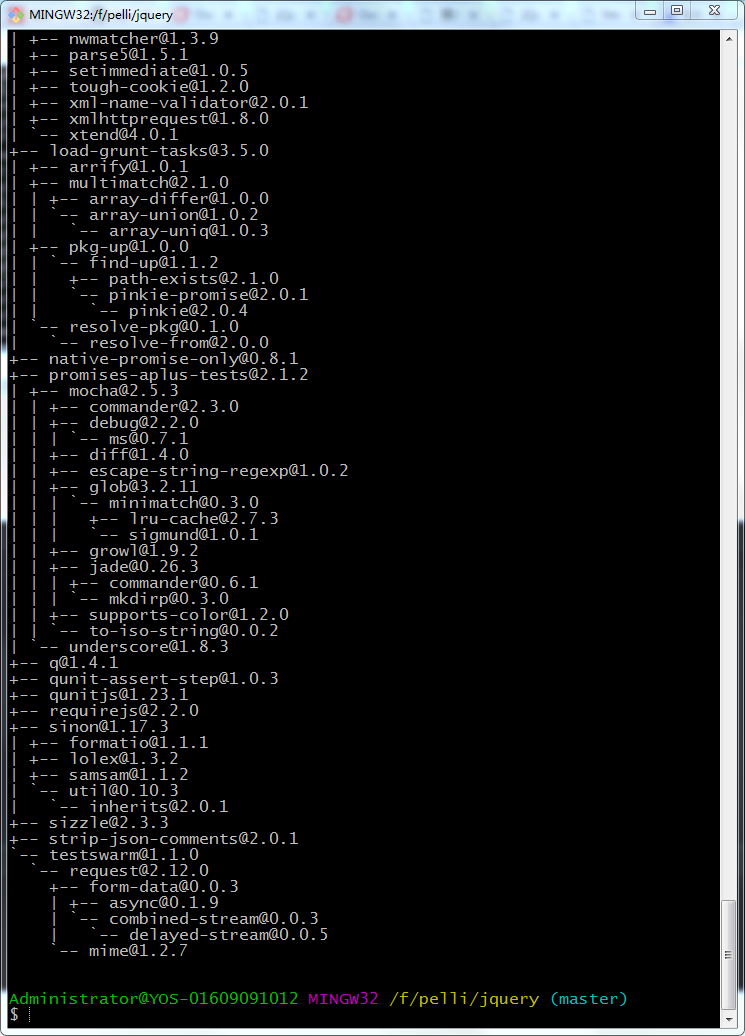 MINGW32:/f/pelli/jquery
| +-- nwmatcher@1.3.9
| +-- parse5@1.5.1
| +-- setimmediate@1.0.5
| +-- tough-cookie@1.2.0
| +-- xml-name-validator@2.0.1
| +-- xmlhttprequest@1.8.0
| `-- xtend@4.0.1
+-- load-grunt-tasks@3.5.0
| +-- arrify@1.0.1
| +-- multimatch@2.1.0
| | +-- array-differ@1.0.0
| | `-- array-union@1.0.2
| |   `-- array-uniq@1.0.3
| +-- pkg-up@1.0.0
| | `-- find-up@1.1.2
| |   +-- path-exists@2.1.0
| |   `-- pinkie-promise@2.0.1
| |     `-- pinkie@2.0.4
| `-- resolve-pkg@0.1.0
|   `-- resolve-from@2.0.0
+-- native-promise-only@0.8.1
+-- promises-aplus-tests@2.1.2
| +-- mocha@2.5.3
| | +-- commander@2.3.0
| | +-- debug@2.2.0
| | | `-- ms@0.7.1
| | +-- diff@1.4.0
| | +-- escape-string-regexp@1.0.2
| | +-- glob@3.2.11
| | | `-- minimatch@0.3.0
| | |   +-- lru-cache@2.7.3
| | |   `-- sigmund@1.0.1
| | +-- growl@1.9.2
| | +-- jade@0.26.3
| | | +-- commander@0.6.1
| | | `-- mkdirp@0.3.0
| | +-- supports-color@1.2.0
| | `-- to-iso-string@0.0.2
| `-- underscore@1.8.3
+-- q@1.4.1
+-- qunit-assert-step@1.0.3
+-- qunitjs@1.23.1
+-- requirejs@2.2.0
+-- sinon@1.17.3
| +-- formatio@1.1.1
| +-- lolex@1.3.2
| +-- samsam@1.1.2
| `-- util@0.10.3
|   `-- inherits@2.0.1
+-- sizzle@2.3.3
+-- strip-json-comments@2.0.1
`-- testswarm@1.1.0
  `-- request@2.12.0
    +-- form-data@0.0.3
    | +-- async@0.1.9
    | `-- combined-stream@0.0.3
    |   `-- delayed-stream@0.0.5
    `-- mime@1.2.7
Administrator@YOS-01609091012 MINGW32 /f/pelli/jquery (master)
$